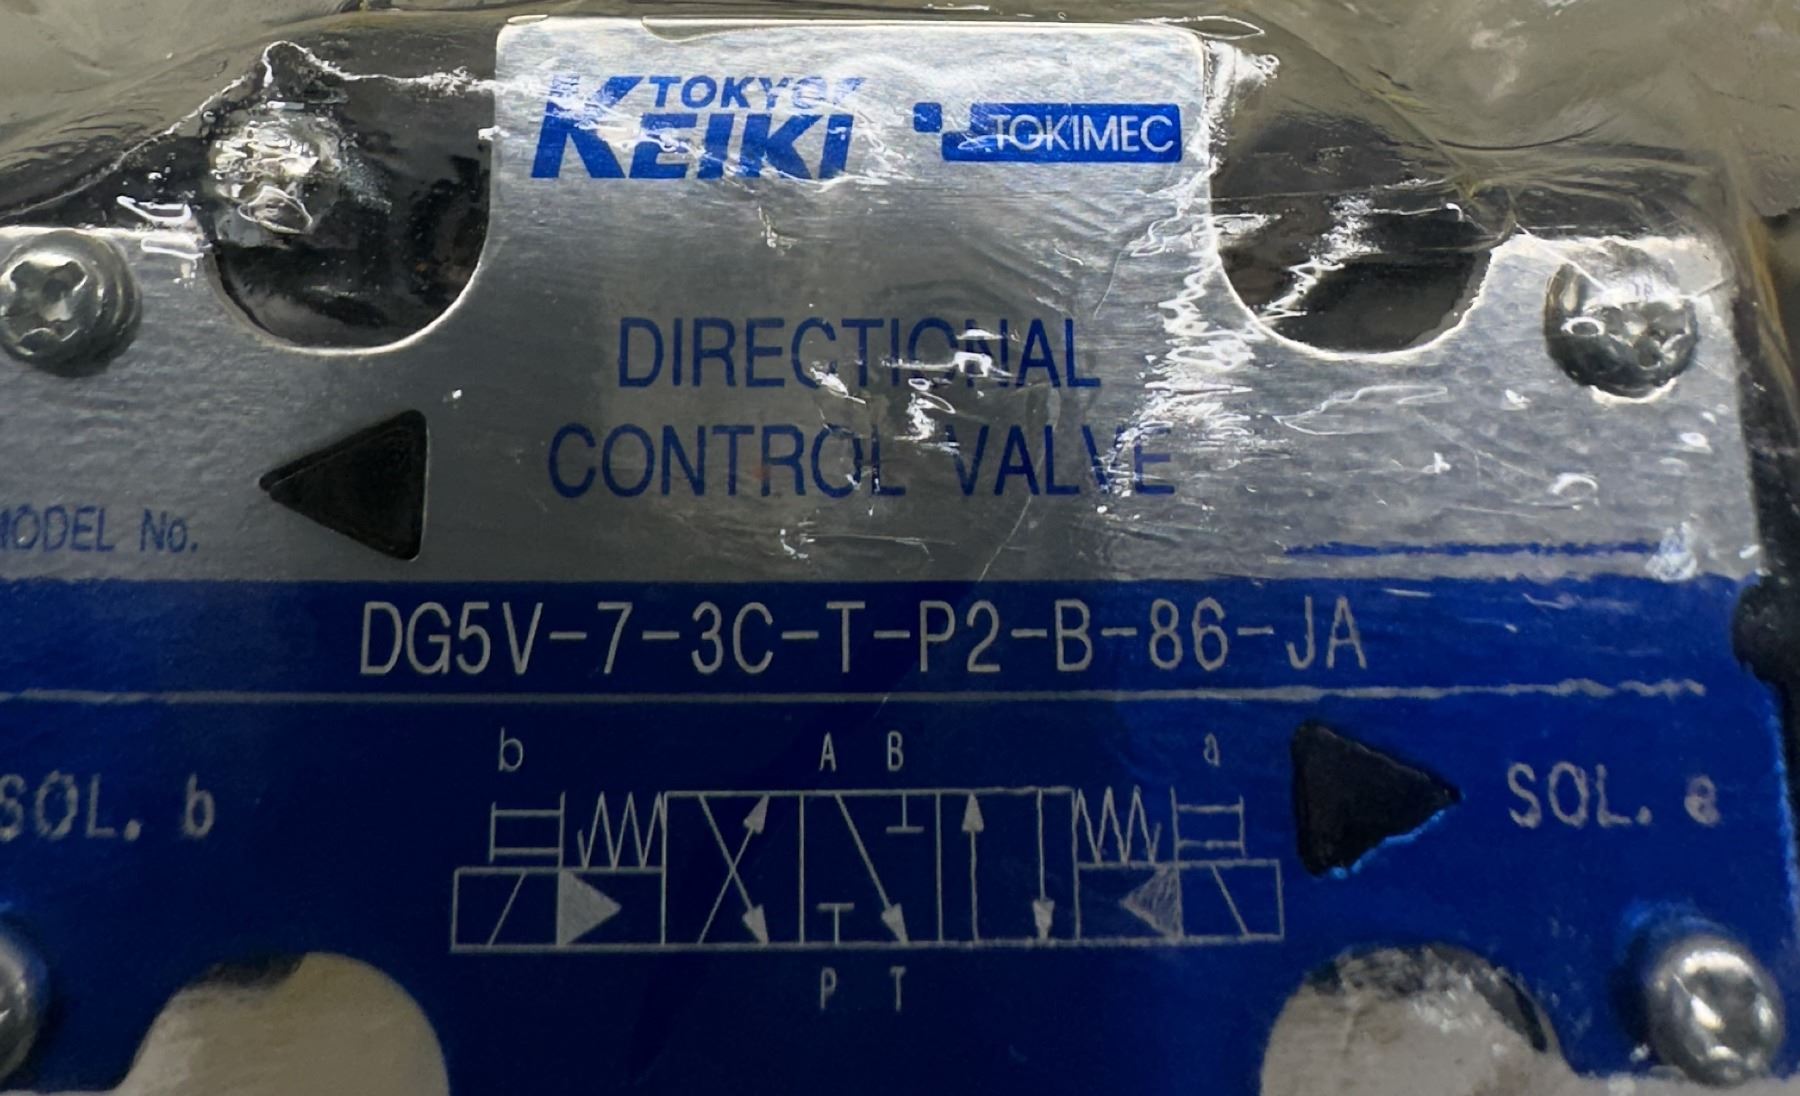 TOKYO
KEIKI
TOKIMEC
DIRECTIONAL
CONTROL VALVE
MODEL No.
DG5V-7-3C-T-P2-B-86-JA
b A B a
SOL. b
SOL. a
P T